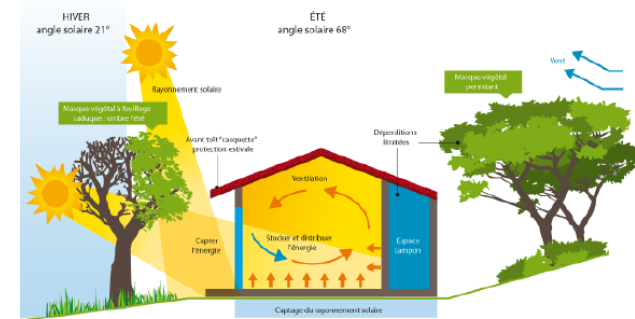 HIVER
angle solaire 21°
ÉTÉ
angle solaire 68°
Rayonnement solaire
Masque végétal à feuillage
caduque : ombre l'été
Avant toit "casquette"
protection estivale
Déperditions
limitées
Masque végétal
persistant
Vent
Ventilation
Capter
l'énergie
Stocker et distribuer
l'énergie
Espace
tampon
Captage du rayonnement solaire